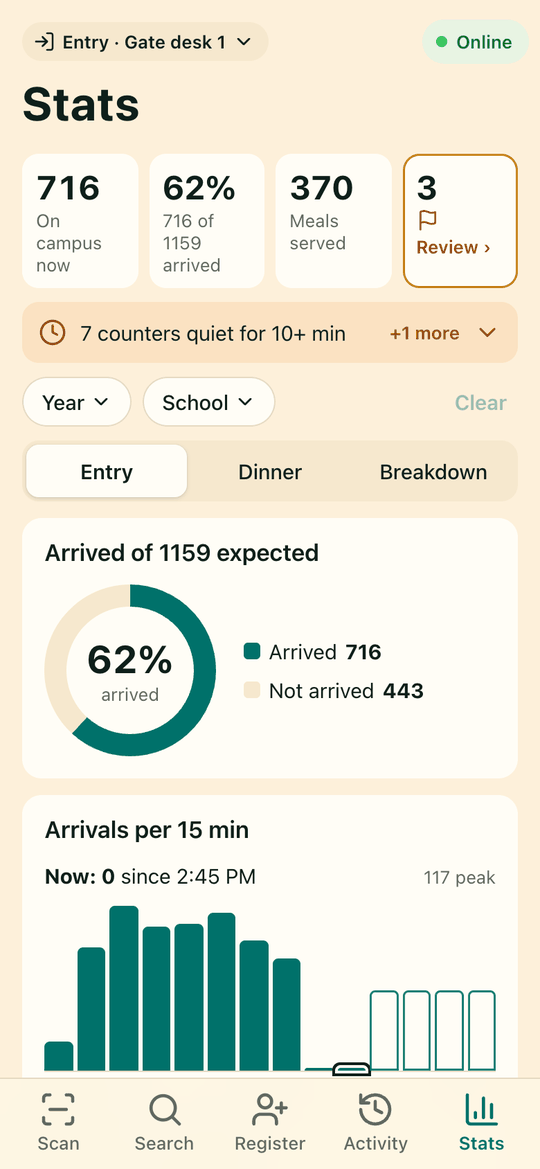 Entry · Gate desk 1
Online
Stats
716
On
campus
now
62%
716 of
1159
arrived
370
Meals
served
3
Review ›
7 counters quiet for 10+ min
+1 more
Year
School
Clear
Entry
Dinner
Breakdown
Arrived of 1159 expected
62%
arrived
Arrived 716
Not arrived 443
Arrivals per 15 min
Now: 0 since 2:45 PM
117 peak
Scan
Search
Register
Activity
Stats